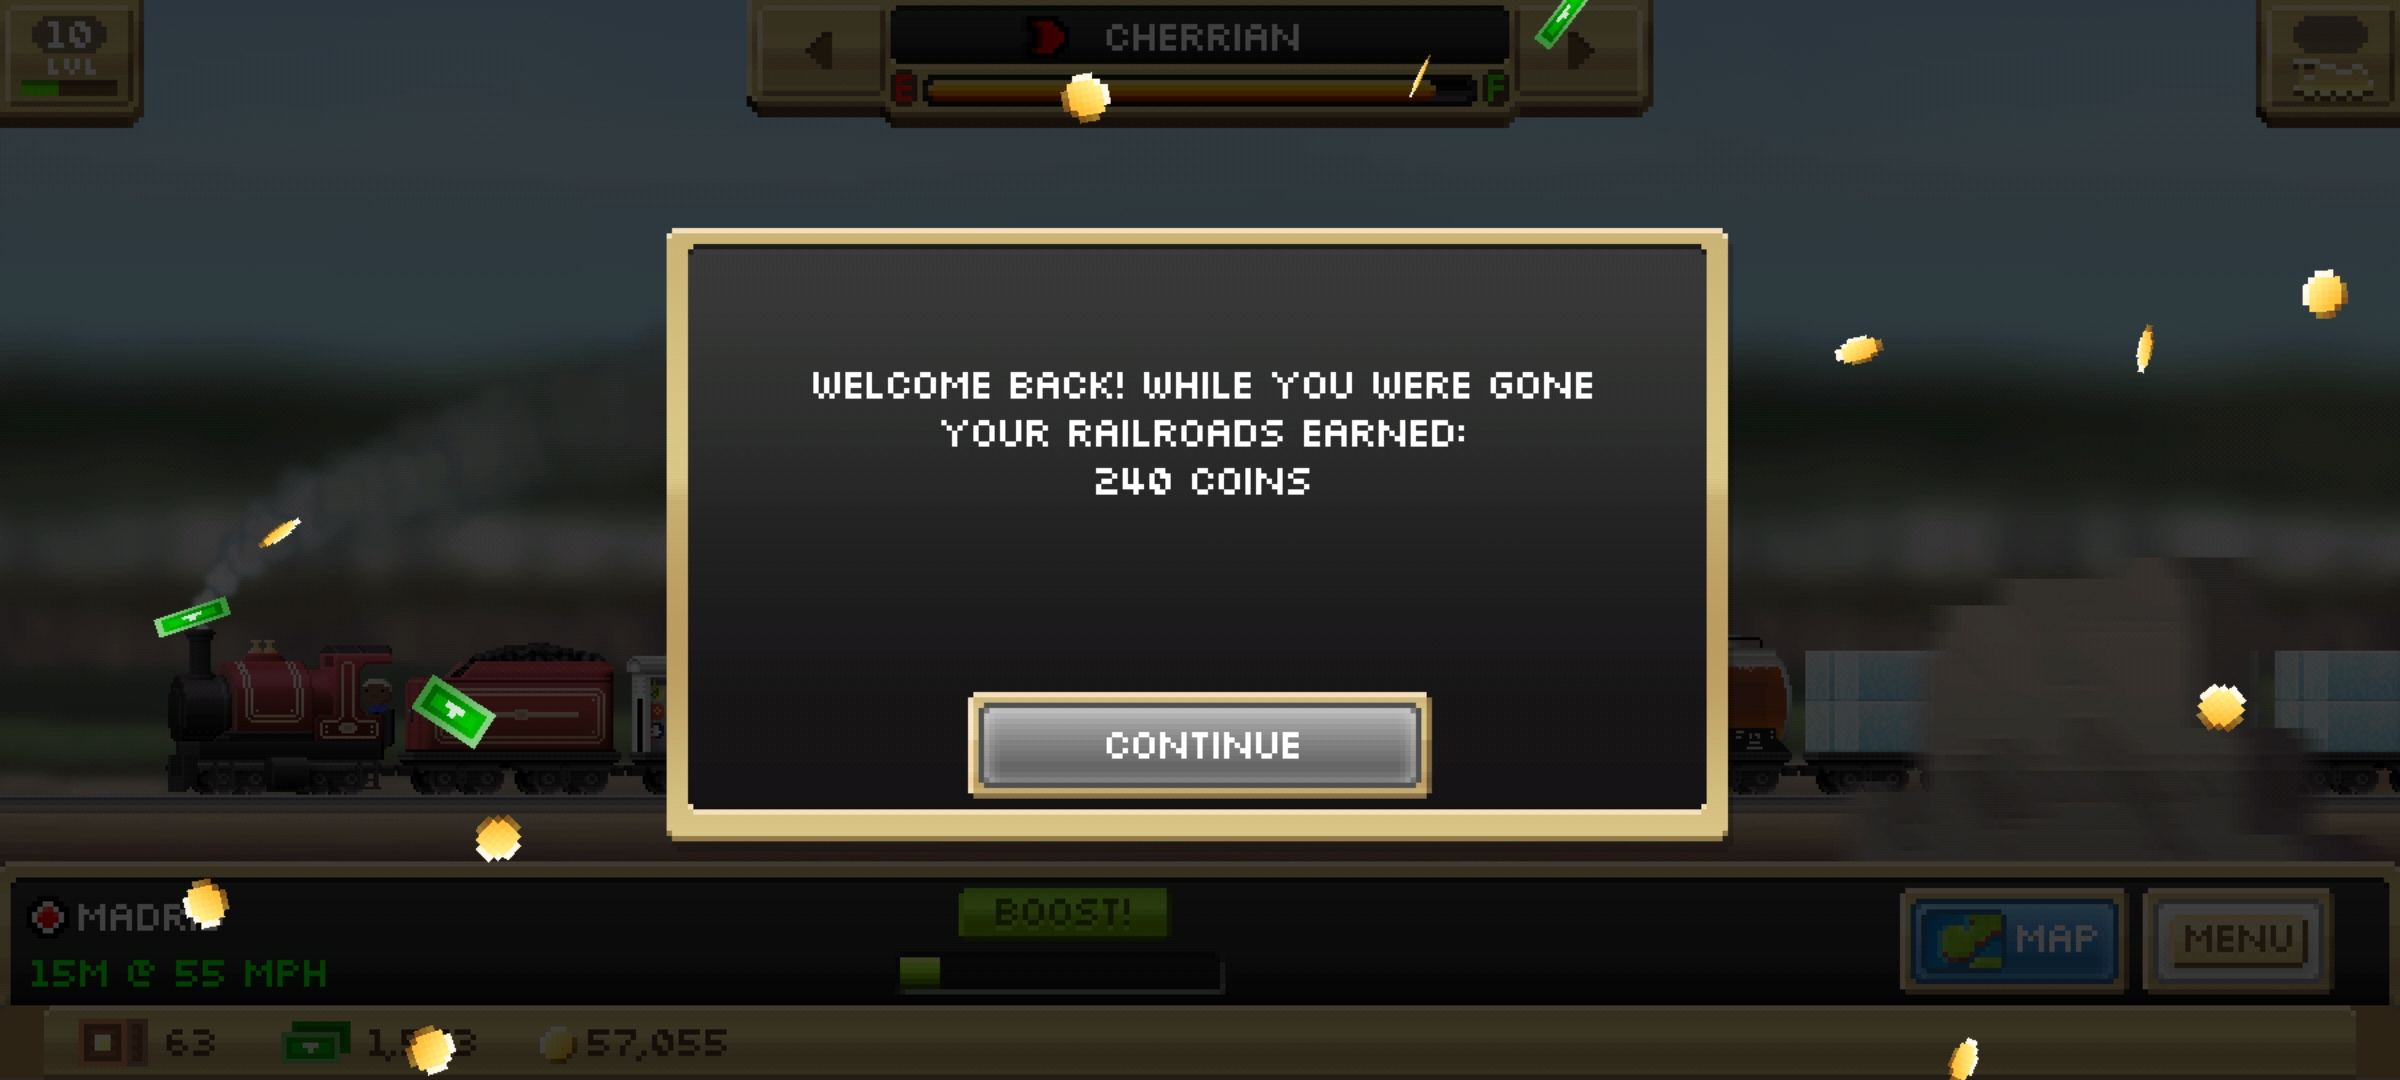 10
LVL
CHERRIAN
E F
WELCOME BACK! WHILE YOU WERE GONE
YOUR RAILROADS EARNED:
240 COINS
CONTINUE
BOOST!
15M @ 55 MPH
MAP
MENU
63
57,055